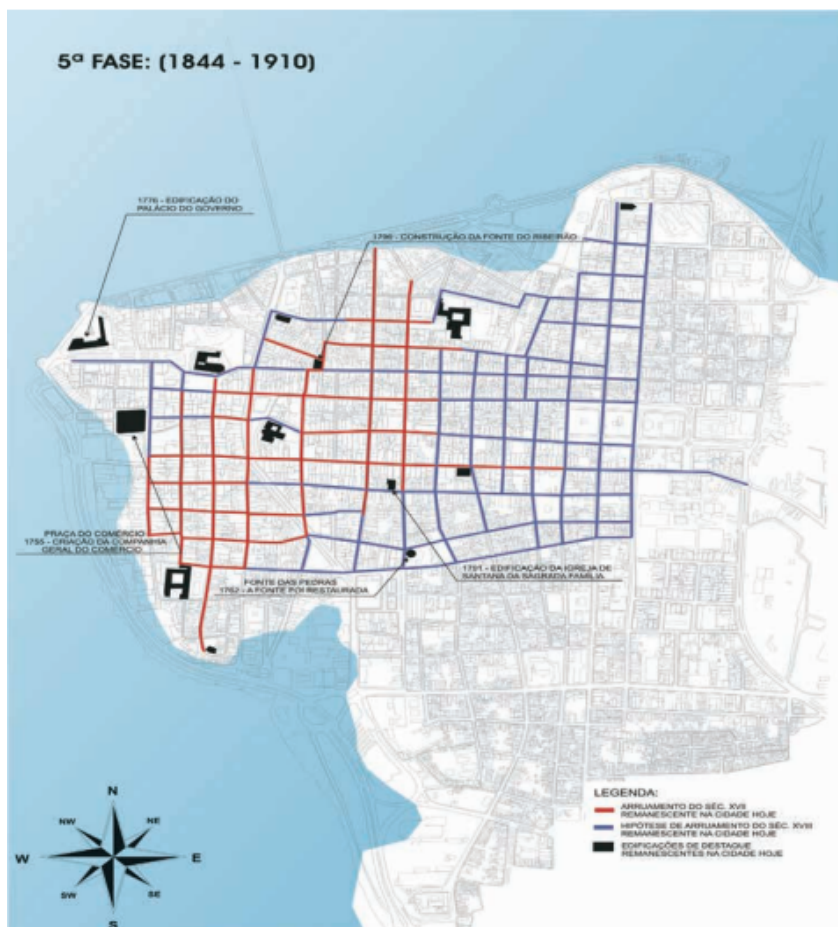 5ª FASE: (1844 - 1910)
1776 - EDIFICAÇÃO DO
PALÁCIO DO GOVERNO
1796 - CONSTRUÇÃO DA FONTE DO RIBEIRÃO
PRAÇA DO COMERCIO
1755 - CRIAÇÃO DA COMPANHIA
GERAL DO COMERCIO
FONTE DAS PEDRAS
1762 - A FONTE FOI RESTAURADA
1791 - EDIFICAÇÃO DA IGREJA DE
SANTANA DA SAGRADA FAMÍLIA
N
NW
NE
W
E
SW
SE
S
LEGENDA:
ARRUAMENTO DO SÉC. XVII
REMANESCENTE NA CIDADE HOJE
HIPÓTESE DE ARRUAMENTO DO SÉC. XVIII
REMANESCENTE NA CIDADE HOJE
EDIFICAÇÕES DE DESTAQUE
REMANESCENTES NA CIDADE HOJE